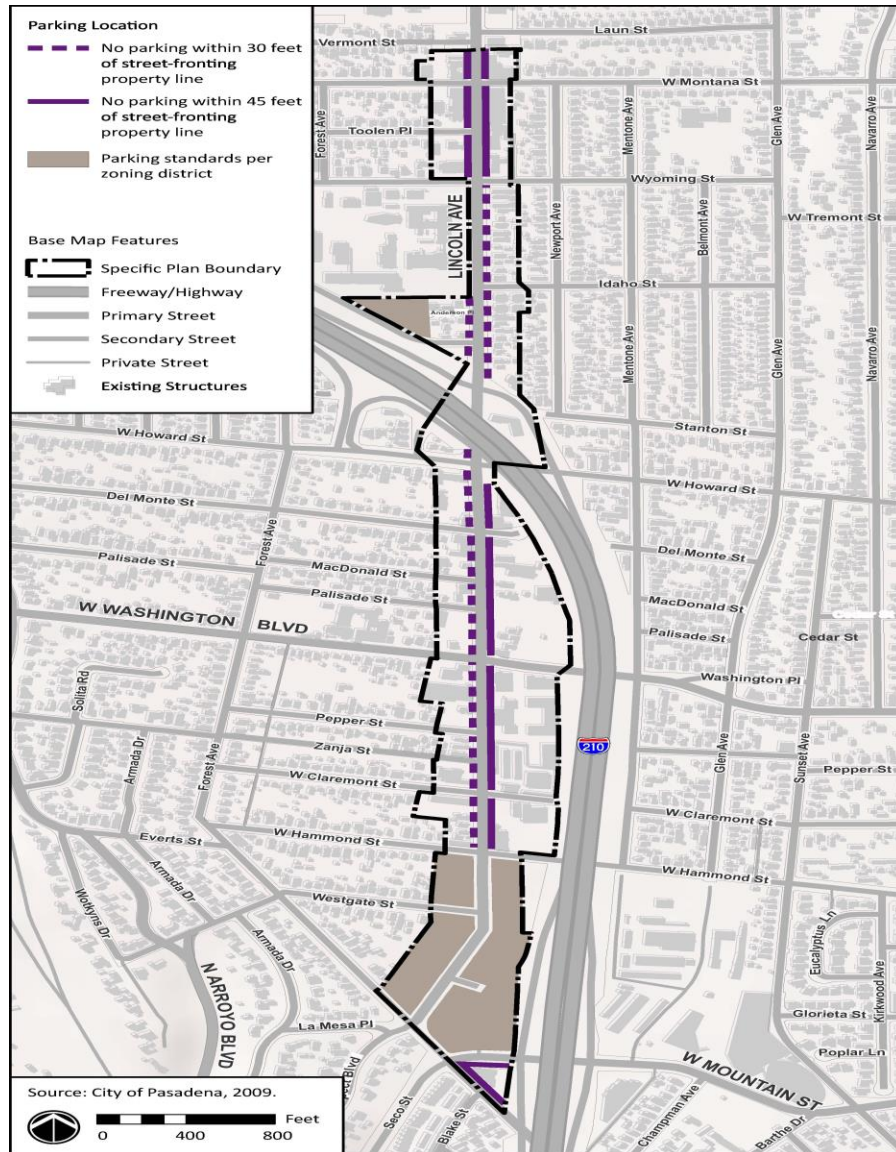 Parking Location
No parking within 30 feet
of street-fronting
property line
No parking within 45 feet
of street-fronting
property line
Parking standards per
zoning district
Base Map Features
Specific Plan Boundary
Freeway/Highway
Primary Street
Secondary Street
Private Street
Existing Structures
Laun St
Vermont St
W Montana St
Forest Ave
Toolen Pl
Mentone Ave
Glen Ave
Navarro Ave
Wyoming St
LINCOLN AVE
Newport Ave
Belmont Ave
W Tremont St
Idaho St
Mentone Ave
Glen Ave
Navarro Ave
Stanton St
W Howard St
W Howard St
Del Monte St
Forest Ave
Palisade St
MacDonald St
Del Monte St
Palisade St
MacDonald St
W WASHINGTON BLVD
Palisade St
Cedar St
Washington Pl
Solita Rd
Pepper St
Armada Dr
Zanja St
210
Forest Ave
Glen Ave
Sunset Ave
Pepper St
W Claremont St
W Claremont St
Everts St
W Hammond St
W Hammond St
Armada Dr
Westgate St
Wotkyns Dr
Armada Dr
Eucalyptus Ln
Kirkwood Ave
N ARROYO BLVD
La Mesa Pl
Glorieta St
Poplar Ln
W MOUNTAIN ST
Seco St
Blake St
Champman Ave
Barthe Dr
Source: City of Pasadena, 2009.
Feet
0 400 800